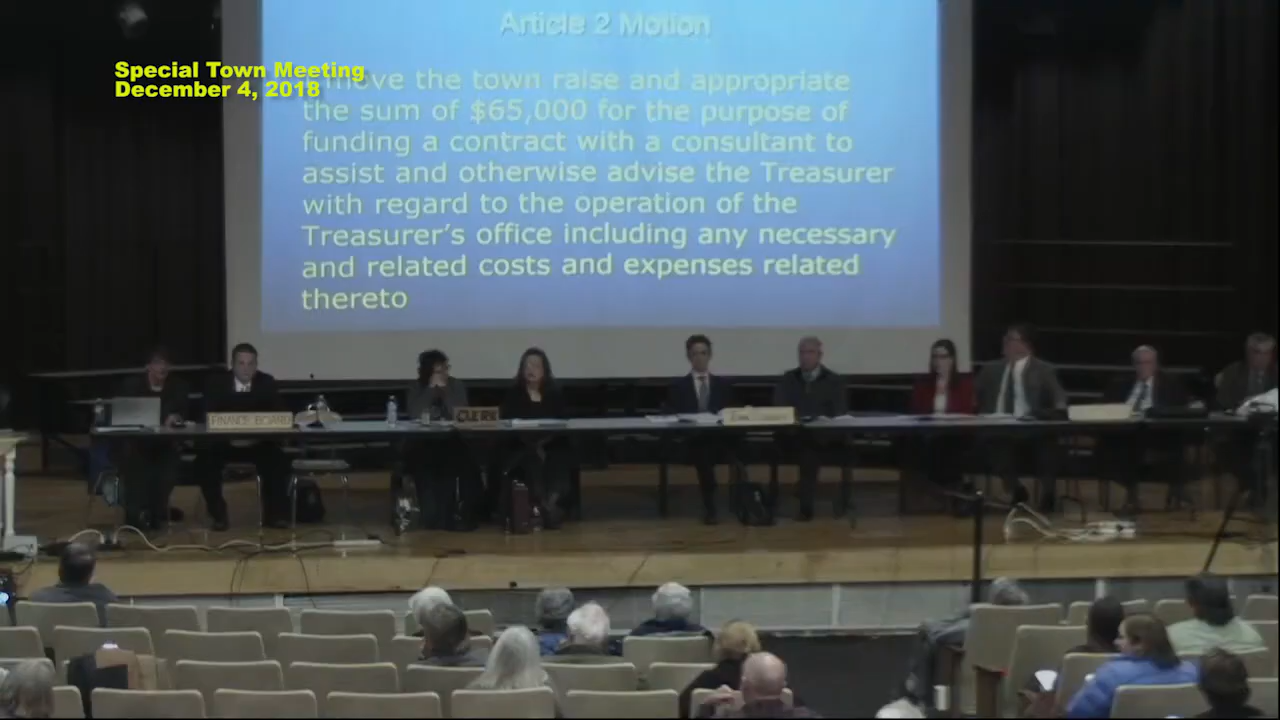 Article 2 Motion
Special Town Meeting
December 4, 2018
move the town raise and appropriate
the sum of $65,000 for the purpose of
funding a contract with a consultant to
assist and otherwise advise the Treasurer
with regard to the operation of the
Treasurer's office including any necessary
and related costs and expenses related
thereto
FINANCE BOARD
CLERK